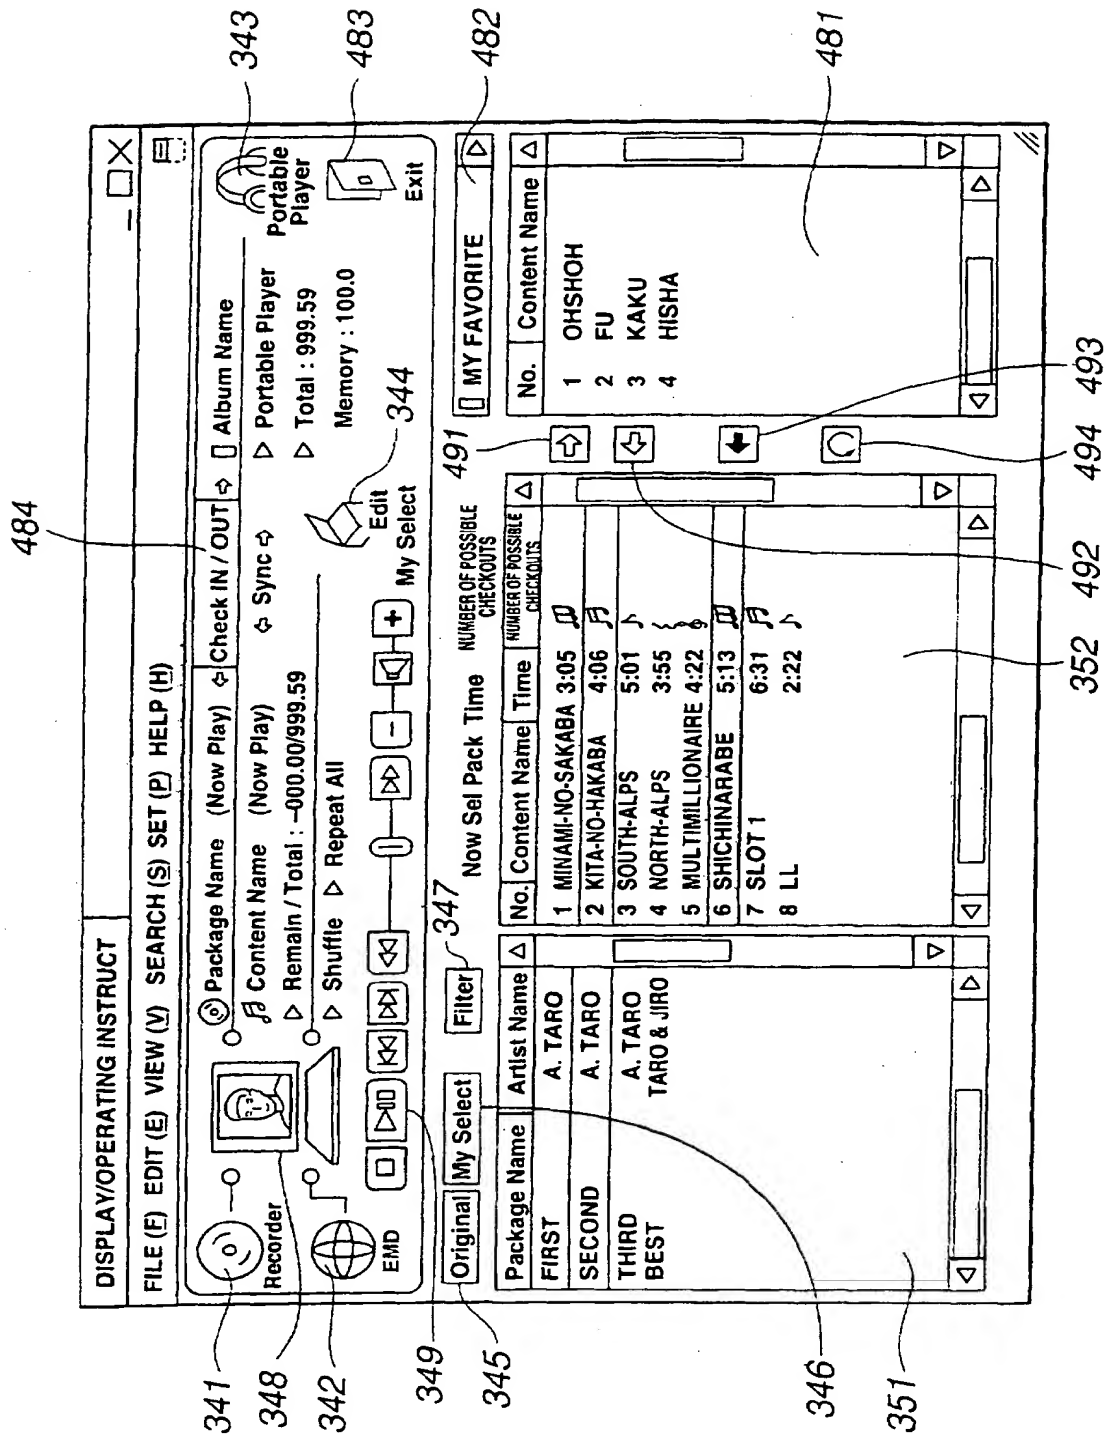 DISPLAY/OPERATING INSTRUCT
FILE (F) EDIT (E) VIEW (V) SEARCH (S) SET (P) HELP (H)
Recorder
EMD
Package Name (Now Play)
Content Name (Now Play)
Remain / Total : -000.00/999.59
Shuffle
Repeat All
Check IN / OUT
Sync
Album Name
Portable Player
Total : 999.59
Memory : 100.0
Edit
My Select
Portable
Player
Exit
Original
My Select
Filter
Now Sel Pack Time
NUMBER OF POSSIBLE
CHECKOUTS
MY FAVORITE
Package Name Artist Name
FIRST A. TARO
SECOND A. TARO
THIRD A. TARO
BEST TARO & JIRO
No. Content Name Time NUMBER OF POSSIBLE
CHECKOUTS
1 MINAMI-NO-SAKABA 3:05
2 KITA-NO-HAKABA 4:06
3 SOUTH-ALPS 5:01
4 NORTH-ALPS 3:55
5 MULTIMILLIONAIRE 4:22
6 SHICHINARABE 5:13
7 SLOT1 6:31
8 LL 2:22
No. Content Name
1 OHSHOH
2 FU
3 KAKU
4 HISHA
341
348
342
349
345
346
351
347
484
344
491
492
352
494
493
343
483
482
481